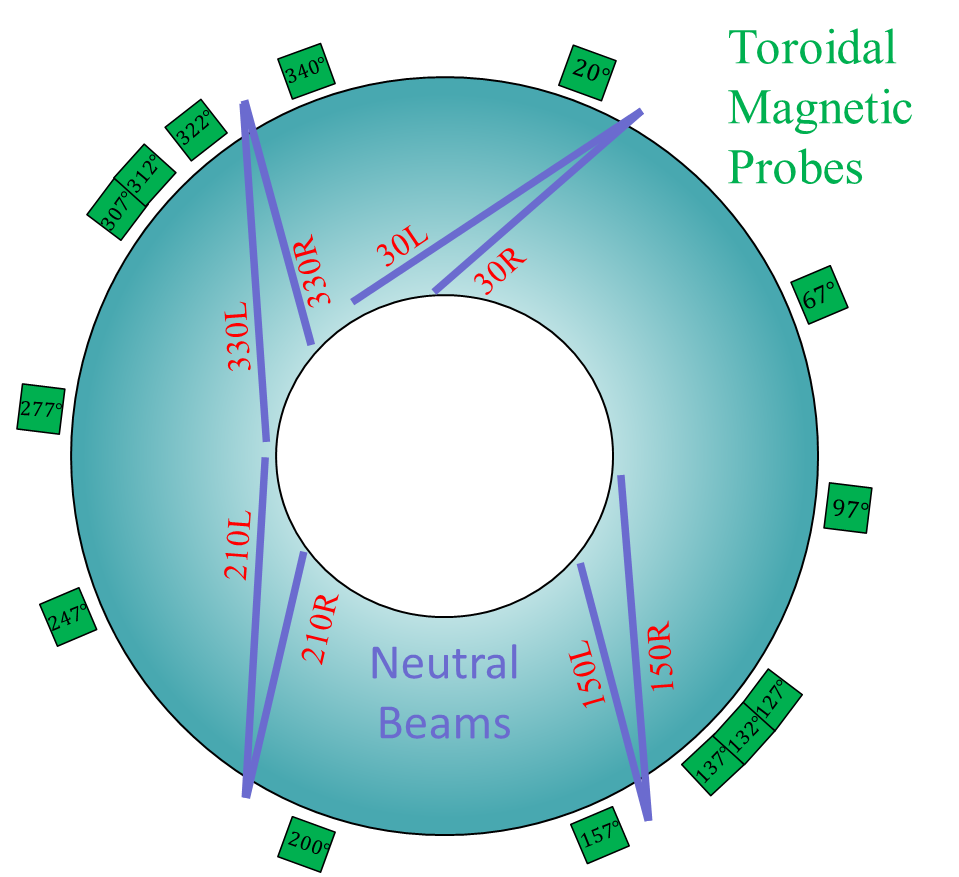 Toroidal
Magnetic
Probes
340°
20°
322°
312°
307°
67°
30L
30R
330R
330L
277°
97°
210L
247°
210R
150L
150R
Neutral
Beams
127°
132°
137°
157°
200°